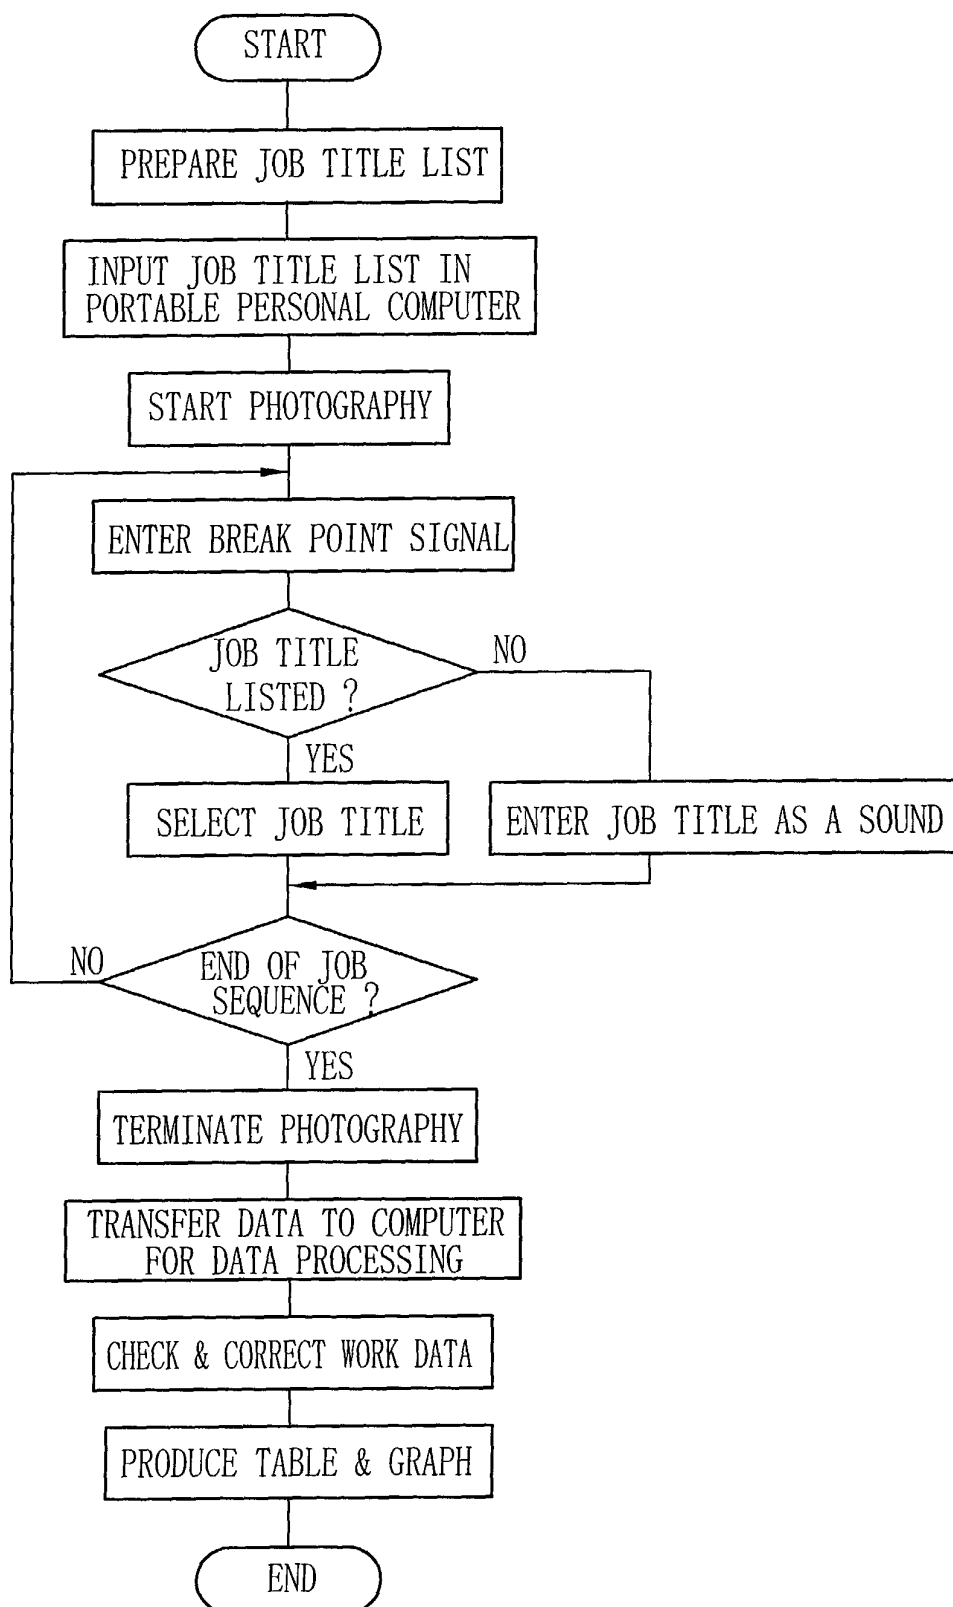 START
PREPARE JOB TITLE LIST
INPUT JOB TITLE LIST IN
PORTABLE PERSONAL COMPUTER
START PHOTOGRAPHY
ENTER BREAK POINT SIGNAL
JOB TITLE
LISTED ?
NO
YES
SELECT JOB TITLE
ENTER JOB TITLE AS A SOUND
NO
END OF JOB
SEQUENCE ?
YES
TERMINATE PHOTOGRAPHY
TRANSFER DATA TO COMPUTER
FOR DATA PROCESSING
CHECK & CORRECT WORK DATA
PRODUCE TABLE & GRAPH
END